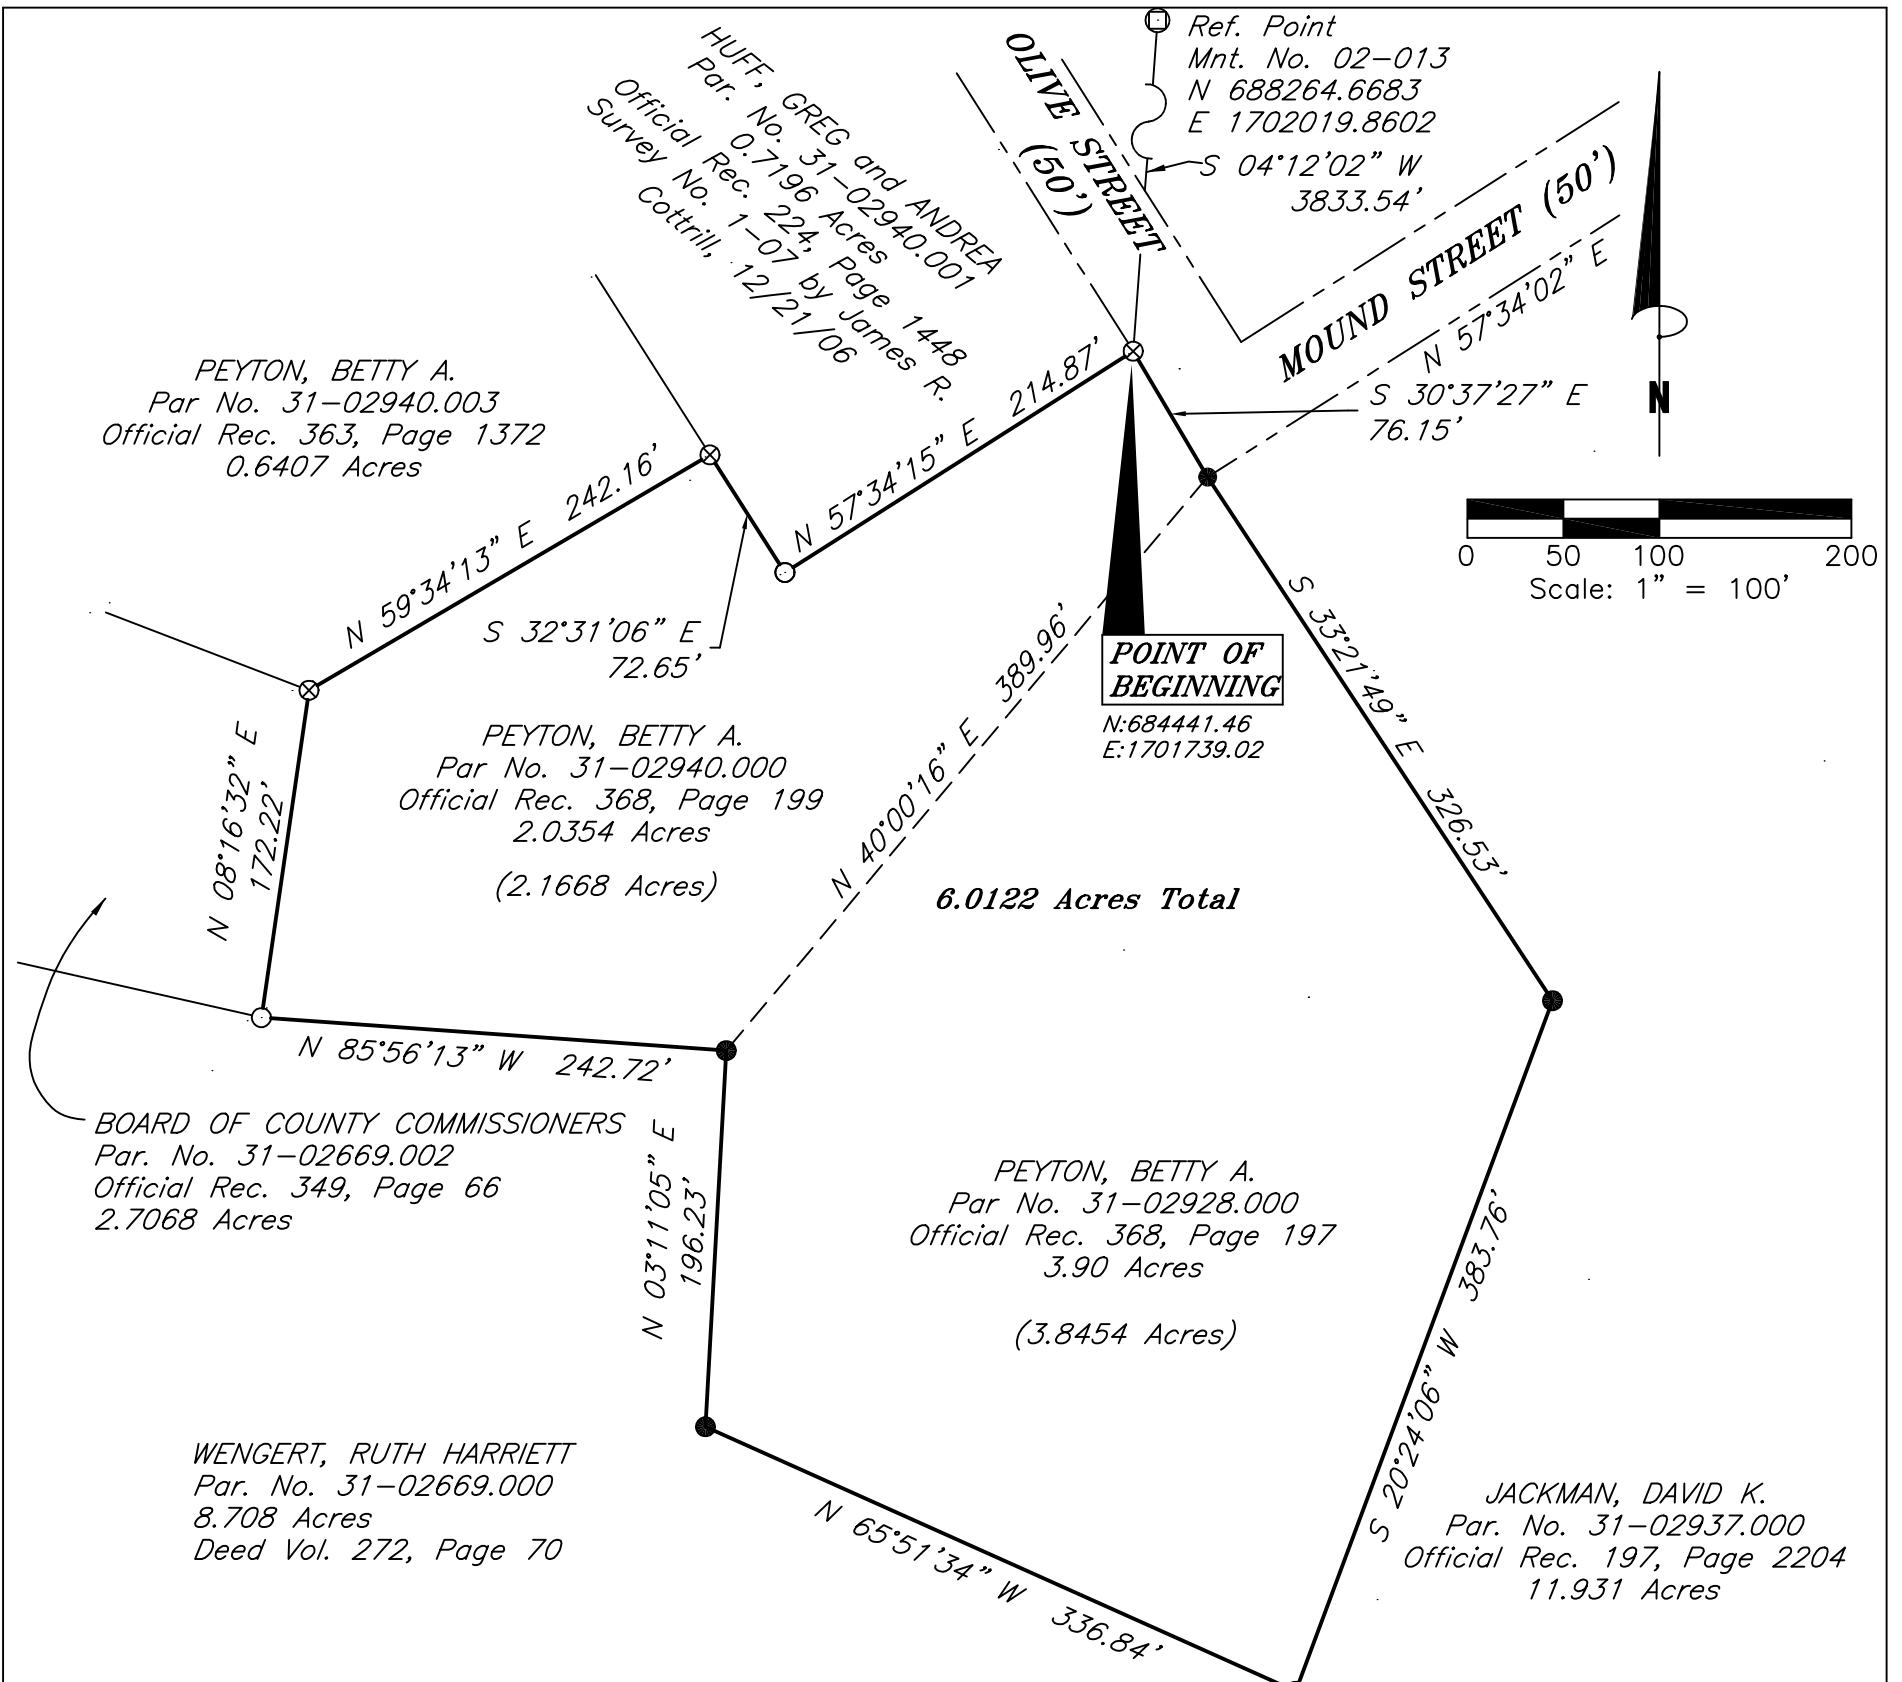 Ref. Point
Mnt. No. 02-013
N 688264.6683
E 1702019.8602
S 04°12'02" W
3833.54'
OLIVE STREET
(50')
HUFF, GREG and ANDREA
Par. No. 31-02940.001
0.7196 Acres
Official Rec. 224, Page 1448
Survey No. 1-07 by James R.
Cottrill, 12/21/06
MOUND STREET (50')
N 57°34'02" E
S 30°37'27" E
76.15'
N
0 50 100 200
Scale: 1" = 100'
PEYTON, BETTY A.
Par No. 31-02940.003
Official Rec. 363, Page 1372
0.6407 Acres
N 59°34'13" E 242.16'
N 57°34'15" E 214.87'
S 32°31'06" E
72.65'
POINT OF
BEGINNING
N:684441.46
E:1701739.02
S 33°21'49" E 326.53'
N 40°00'16" E 389.96'
PEYTON, BETTY A.
Par No. 31-02940.000
Official Rec. 368, Page 199
2.0354 Acres
(2.1668 Acres)
N 08°16'32" E
172.22'
6.0122 Acres Total
N 85°56'13" W 242.72'
BOARD OF COUNTY COMMISSIONERS
Par. No. 31-02669.002
Official Rec. 349, Page 66
2.7068 Acres
N 03°11'05" E
196.23'
PEYTON, BETTY A.
Par No. 31-02928.000
Official Rec. 368, Page 197
3.90 Acres
(3.8454 Acres)
S 20°24'06" W 383.76'
WENGERT, RUTH HARRIETT
Par. No. 31-02669.000
8.708 Acres
Deed Vol. 272, Page 70
N 65°51'34" W 336.84'
JACKMAN, DAVID K.
Par. No. 31-02937.000
Official Rec. 197, Page 2204
11.931 Acres